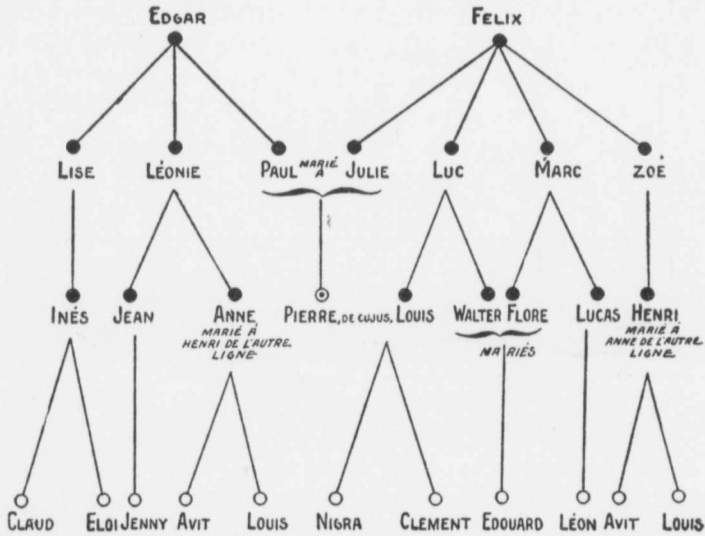 EDGAR FELIX
LISE LÉONIE PAUL MARIÉ À JULIE LUC MARC ZOÉ
INÉS JEAN ANNE PIERRE, DE CUJUS, LOUIS WALTER FLORE LUCAS HENRI
MARIÉ À
HENRI DE L'AUTRE
LIGNE
MARIÉS
MARIÉ À
ANNE DE L'AUTRE
LIGNE
CLAUD ELOI JENNY AVIT LOUIS NIGRA CLEMENT EDOUARD LÉON AVIT LOUIS